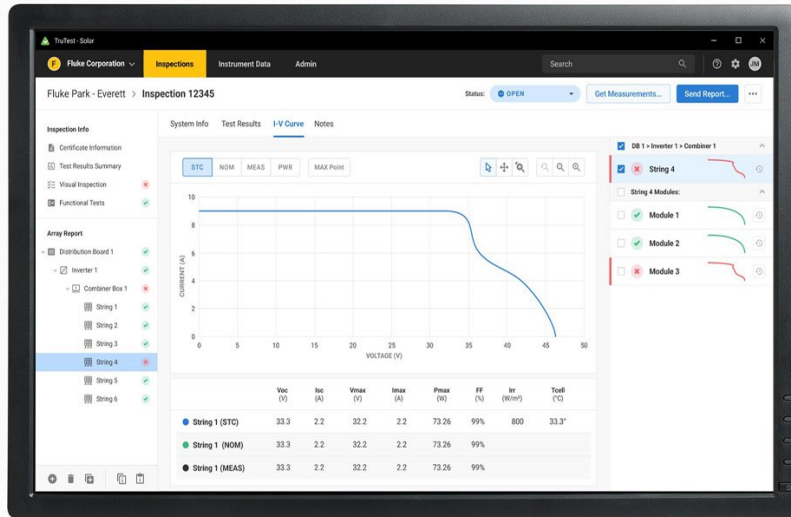 TruTest - Solar
F Fluke Corporation
Inspections
Instrument Data
Admin
Search
JM
Fluke Park - Everett > Inspection 12345
Status: OPEN
Get Measurements...
Send Report...
Inspection Info
Certificate Information
Test Results Summary
Visual Inspection
Functional Tests
Array Report
Distribution Board 1
Inverter 1
Combiner Box 1
String 1
String 2
String 3
String 4
String 5
String 6
System Info
Test Results
I-V Curve
Notes
STC
NOM
MEAS
PWR
MAX Point
CURRENT (A)
10
8
6
4
2
0
0 5 10 15 20 25 30 35 40 45 50
VOLTAGE (V)
Voc (V) Isc (A) Vmax (V) Imax (A) Pmax (W) FF (%) Irr (W/m²) Tcell (°C)
String 1 (STC) 33.3 2.2 32.2 2.2 73.26 99% 800 33.3°
String 1 (NOM) 33.3 2.2 32.2 2.2 73.26 99%
String 1 (MEAS) 33.3 2.2 32.2 2.2 73.26 99%
DB 1 > Inverter 1 > Combiner 1
String 4
String 4 Modules:
Module 1
Module 2
Module 3